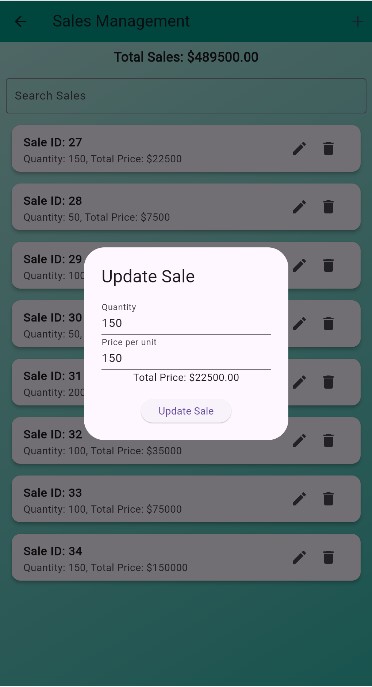 Sales Management
Total Sales: $489500.00
Search Sales
Sale ID: 27
Quantity: 150, Total Price: $22500
Sale ID: 28
Quantity: 50, Total Price: $7500
Sale ID: 29
Quantity: 100
Sale ID: 30
Quantity: 50,
Sale ID: 31
Quantity: 200
Sale ID: 32
Quantity: 100, Total Price: $35000
Sale ID: 33
Quantity: 100, Total Price: $75000
Sale ID: 34
Quantity: 150, Total Price: $150000
Update Sale
Quantity
150
Price per unit
150
Total Price: $22500.00
Update Sale